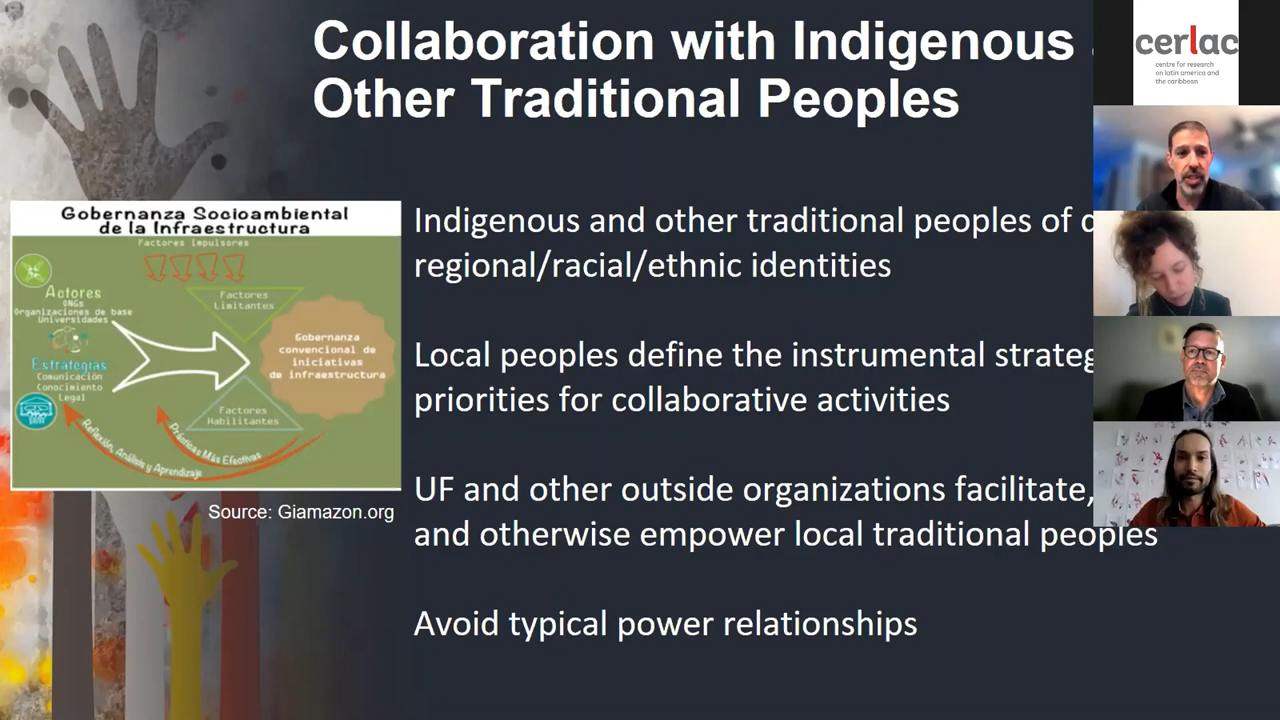 Collaboration with Indigenous
Other Traditional Peoples
cerlac
centre for research
on latin america and
the caribbean
Gobernanza Socioambiental
de la Infraestructura
Factores impulsores
Actores
ONGs
Organizaciones de base
Universidades
Estrategias
Comunicación
Conocimiento
Legal
Factores
Limitantes
Gobernanza
convencional de
iniciativas
de infraestructura
Factores
Habilitantes
Prácticas Más Efectivas
Reflexión, Análisis y Aprendizaje
Source: Giamazon.org
Indigenous and other traditional peoples of
regional/racial/ethnic identities
Local peoples define the instrumental
priorities for collaborative activities
UF and other outside organizations facilitate,
and otherwise empower local traditional peoples
Avoid typical power relationships